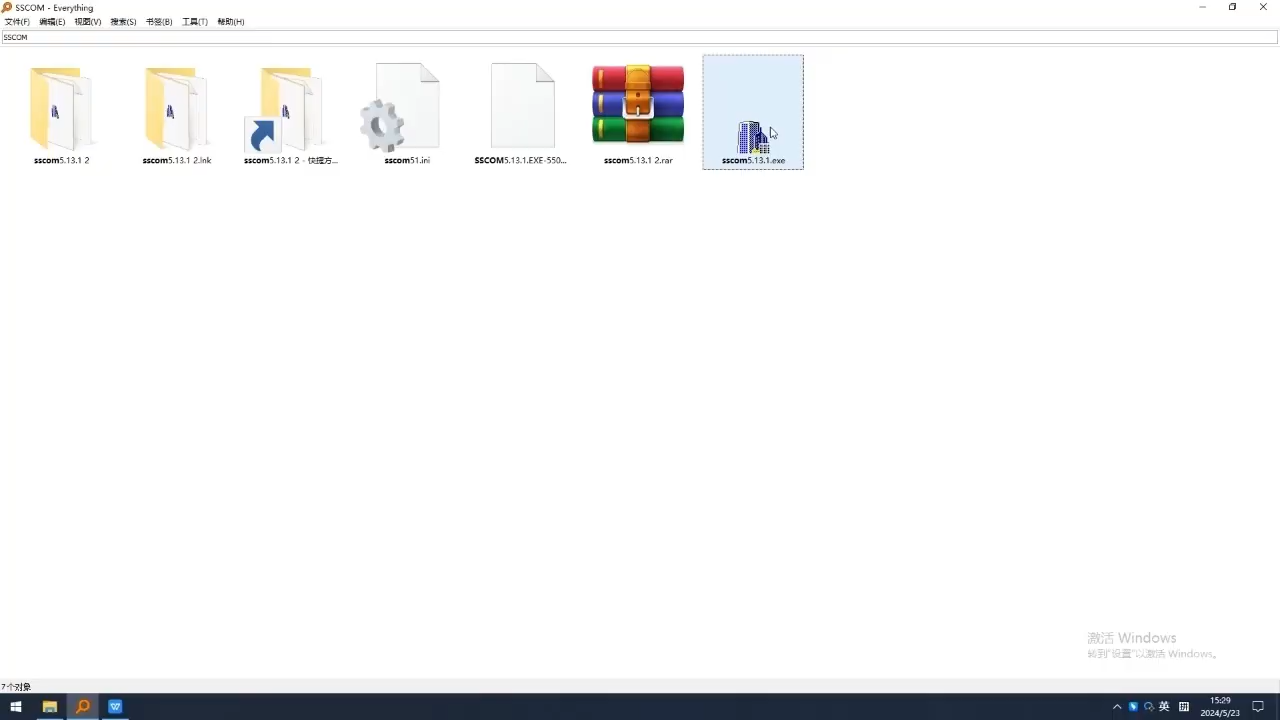 SSCOM - Everything
文件(F) 编辑(E) 视图(V) 搜索(S) 书签(B) 工具(T) 帮助(H)
SSCOM
sscom5.13.1 2
sscom5.13.1 2.lnk
sscom5.13.1 2 - 快捷方...
sscom51.ini
SSCOM5.13.1.EXE-550...
sscom5.13.1 2.rar
sscom5.13.1.exe
激活 Windows
转到"设置"以激活 Windows。
7个对象
英
拼
15:29
2024/5/23